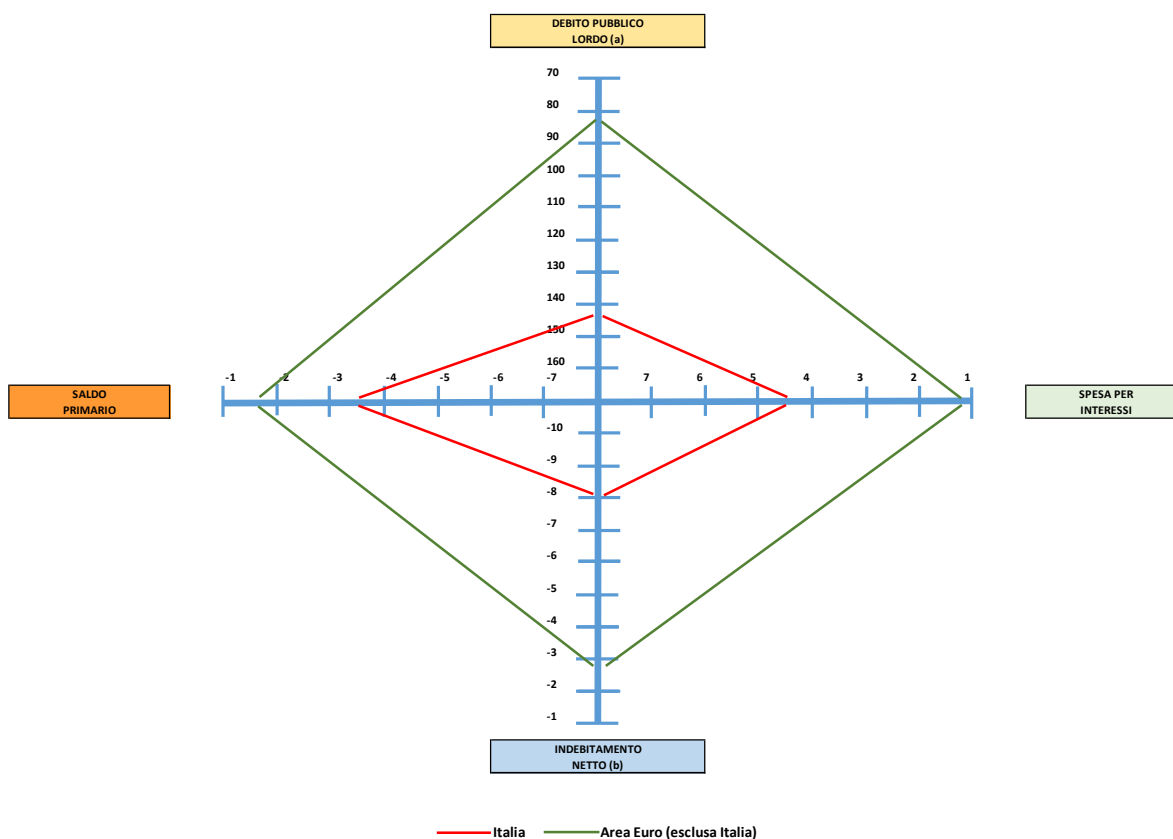 DEBITO PUBBLICO
LORDO (a)
70
80
90
100
110
120
130
140
150
160
-1 -2 -3 -4 -5 -6 -7 7 6 5 4 3 2 1
SALDO
PRIMARIO
SPESA PER
INTERESSI
-10
-9
-8
-7
-6
-5
-4
-3
-2
-1
INDEBITAMENTO
NETTO (b)
Italia Area Euro (esclusa Italia)